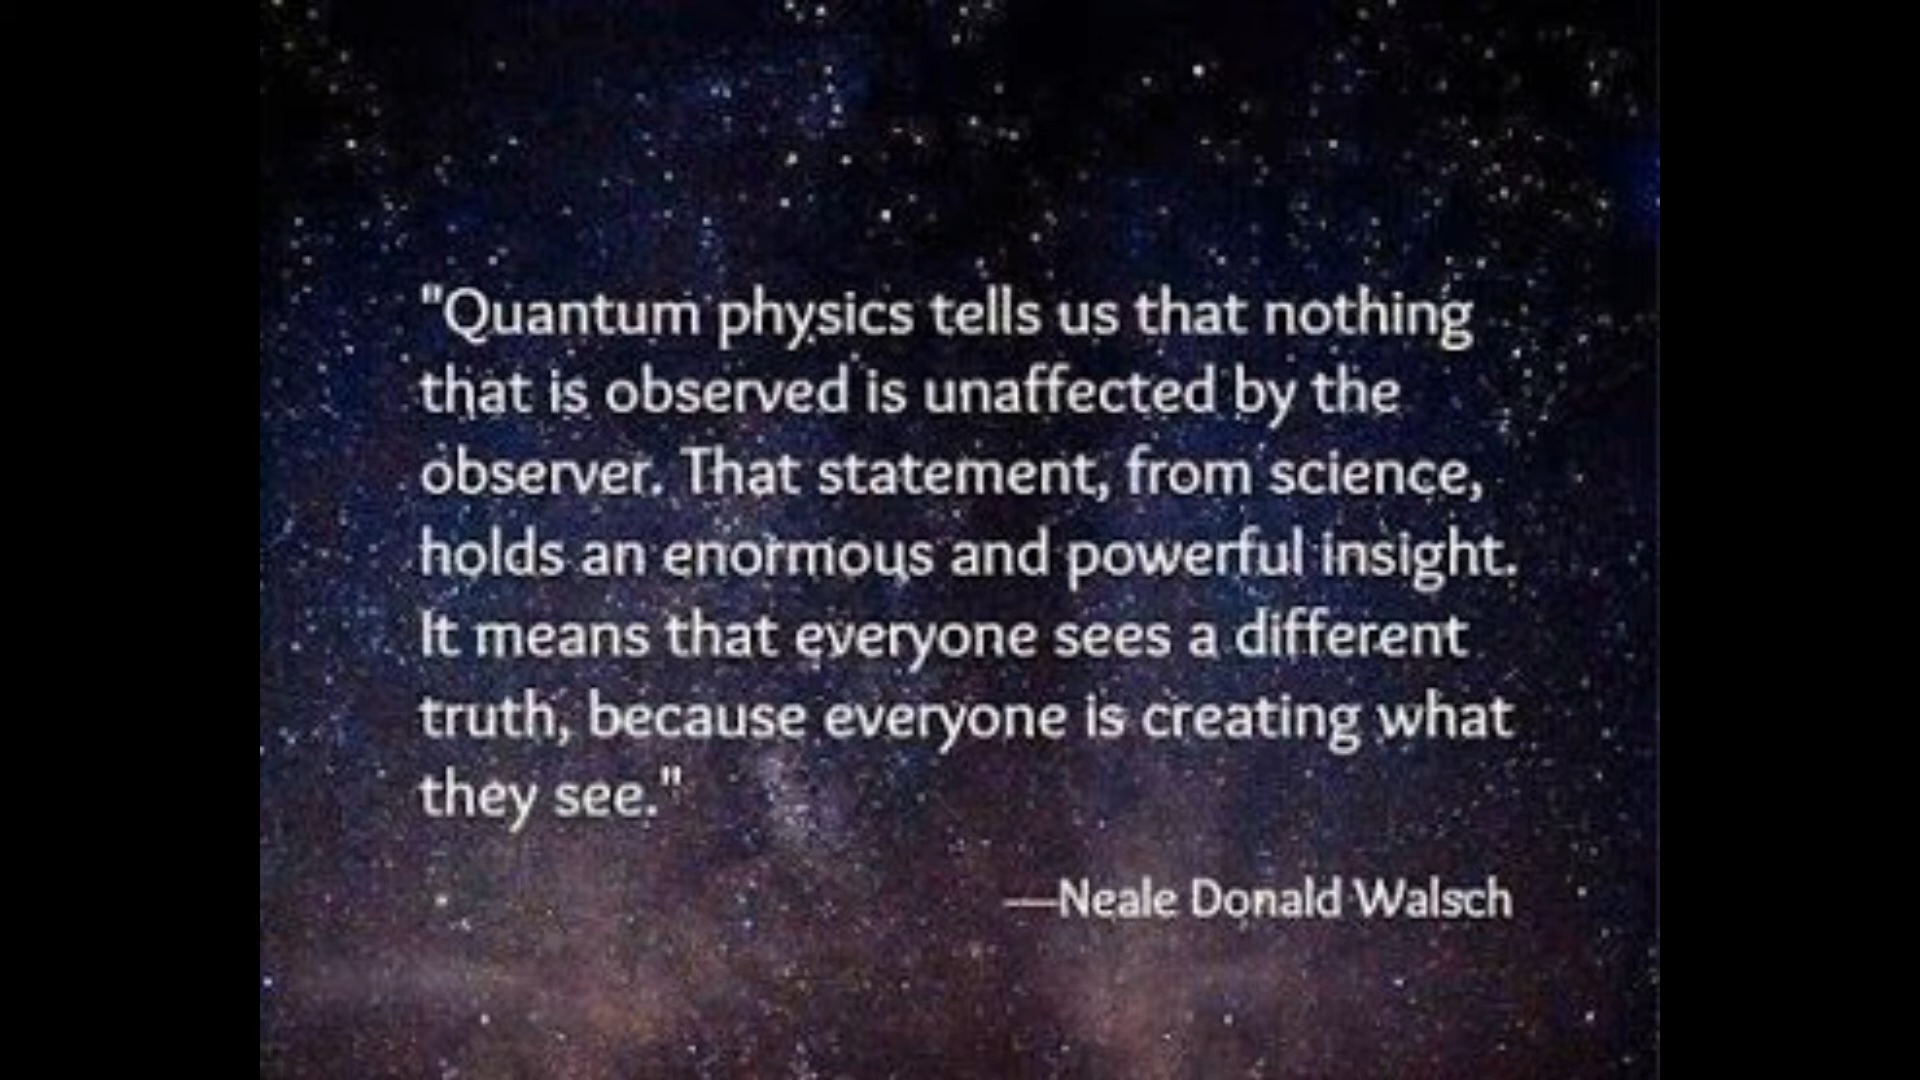 "Quantum physics tells us that nothing
that is observed is unaffected by the
observer. That statement, from science,
holds an enormous and powerful insight.
It means that everyone sees a different
truth, because everyone is creating what
they see."
—Neale Donald Walsch